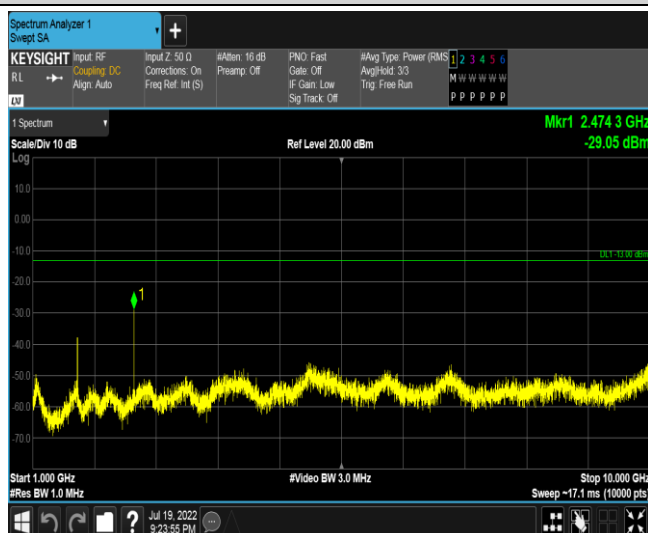 Spectrum Analyzer 1
Swept SA
+
KEYSIGHT
RL
LXI
Input: RF
Coupling: DC
Align: Auto
Input Z: 50 Ω
Corrections: On
Freq Ref: Int (S)
#Atten: 16 dB
Preamp: Off
PNO: Fast
Gate: Off
IF Gain: Low
Sig Track: Off
#Avg Type: Power (RMS
Avg|Hold: 3/3
Trig: Free Run
1 2 3 4 5 6
M W W W W W
P P P P P P
1 Spectrum
Mkr1 2.474 3 GHz
Scale/Div 10 dB
Ref Level 20.00 dBm
-29.05 dBm
Log
10.0
0.00
-10.0
DL1 -13.00 dBm
-20.0
1
-30.0
-40.0
-50.0
-60.0
-70.0
Start 1.000 GHz
#Video BW 3.0 MHz
Stop 10.000 GHz
#Res BW 1.0 MHz
Sweep ~17.1 ms (10000 pts)
?
Jul 19, 2022
9:23:55 PM